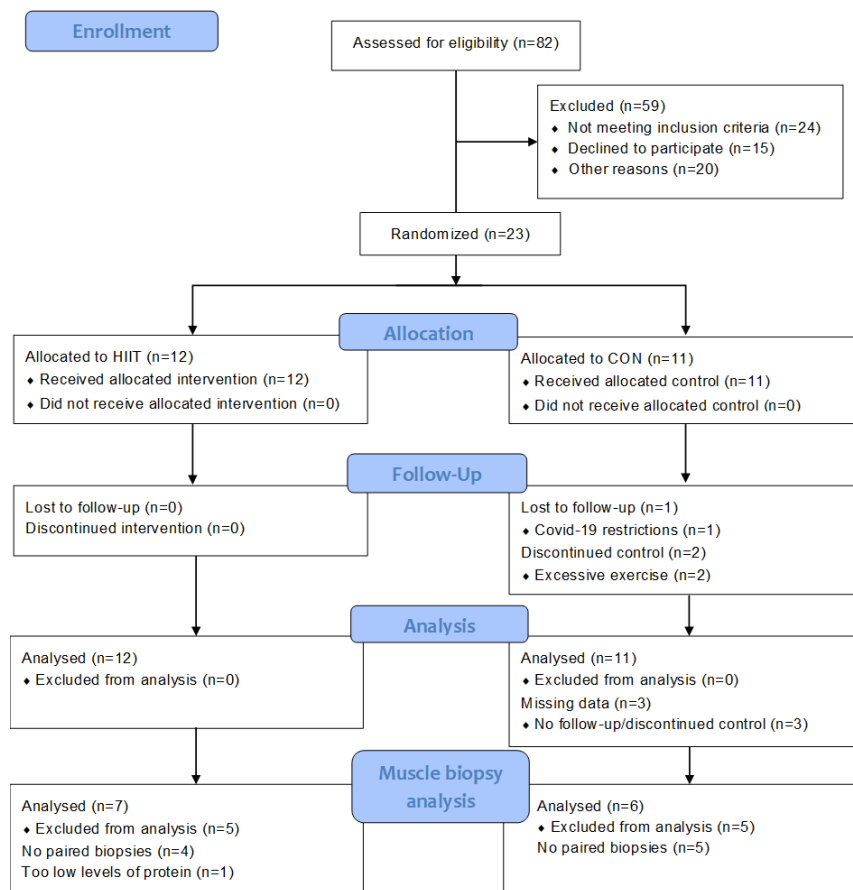 Enrollment
Assessed for eligibility (n=82)
Excluded (n=59)
♦ Not meeting inclusion criteria (n=24)
♦ Declined to participate (n=15)
♦ Other reasons (n=20)
Randomized (n=23)
Allocation
Allocated to HIIT (n=12)
♦ Received allocated intervention (n=12)
♦ Did not receive allocated intervention (n=0)
Allocated to CON (n=11)
♦ Received allocated control (n=11)
♦ Did not receive allocated control (n=0)
Follow-Up
Lost to follow-up (n=0)
Discontinued intervention (n=0)
Lost to follow-up (n=1)
♦ Covid-19 restrictions (n=1)
Discontinued control (n=2)
♦ Excessive exercise (n=2)
Analysis
Analysed (n=12)
♦ Excluded from analysis (n=0)
Analysed (n=11)
♦ Excluded from analysis (n=0)
Missing data (n=3)
♦ No follow-up/discontinued control (n=3)
Muscle biopsy
analysis
Analysed (n=7)
♦ Excluded from analysis (n=5)
No paired biopsies (n=4)
Too low levels of protein (n=1)
Analysed (n=6)
♦ Excluded from analysis (n=5)
No paired biopsies (n=5)